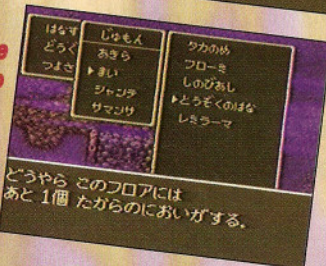 はなす
どうぐ
つよさ
じゅもん
あきら
▶まい
ジャンテ
サマンサ
タカのめ
フローミ
しのびあし
▶とうぞくのはな
レミラーマ
どうやら このフロアには
あと 1個 たからのにおいがする.